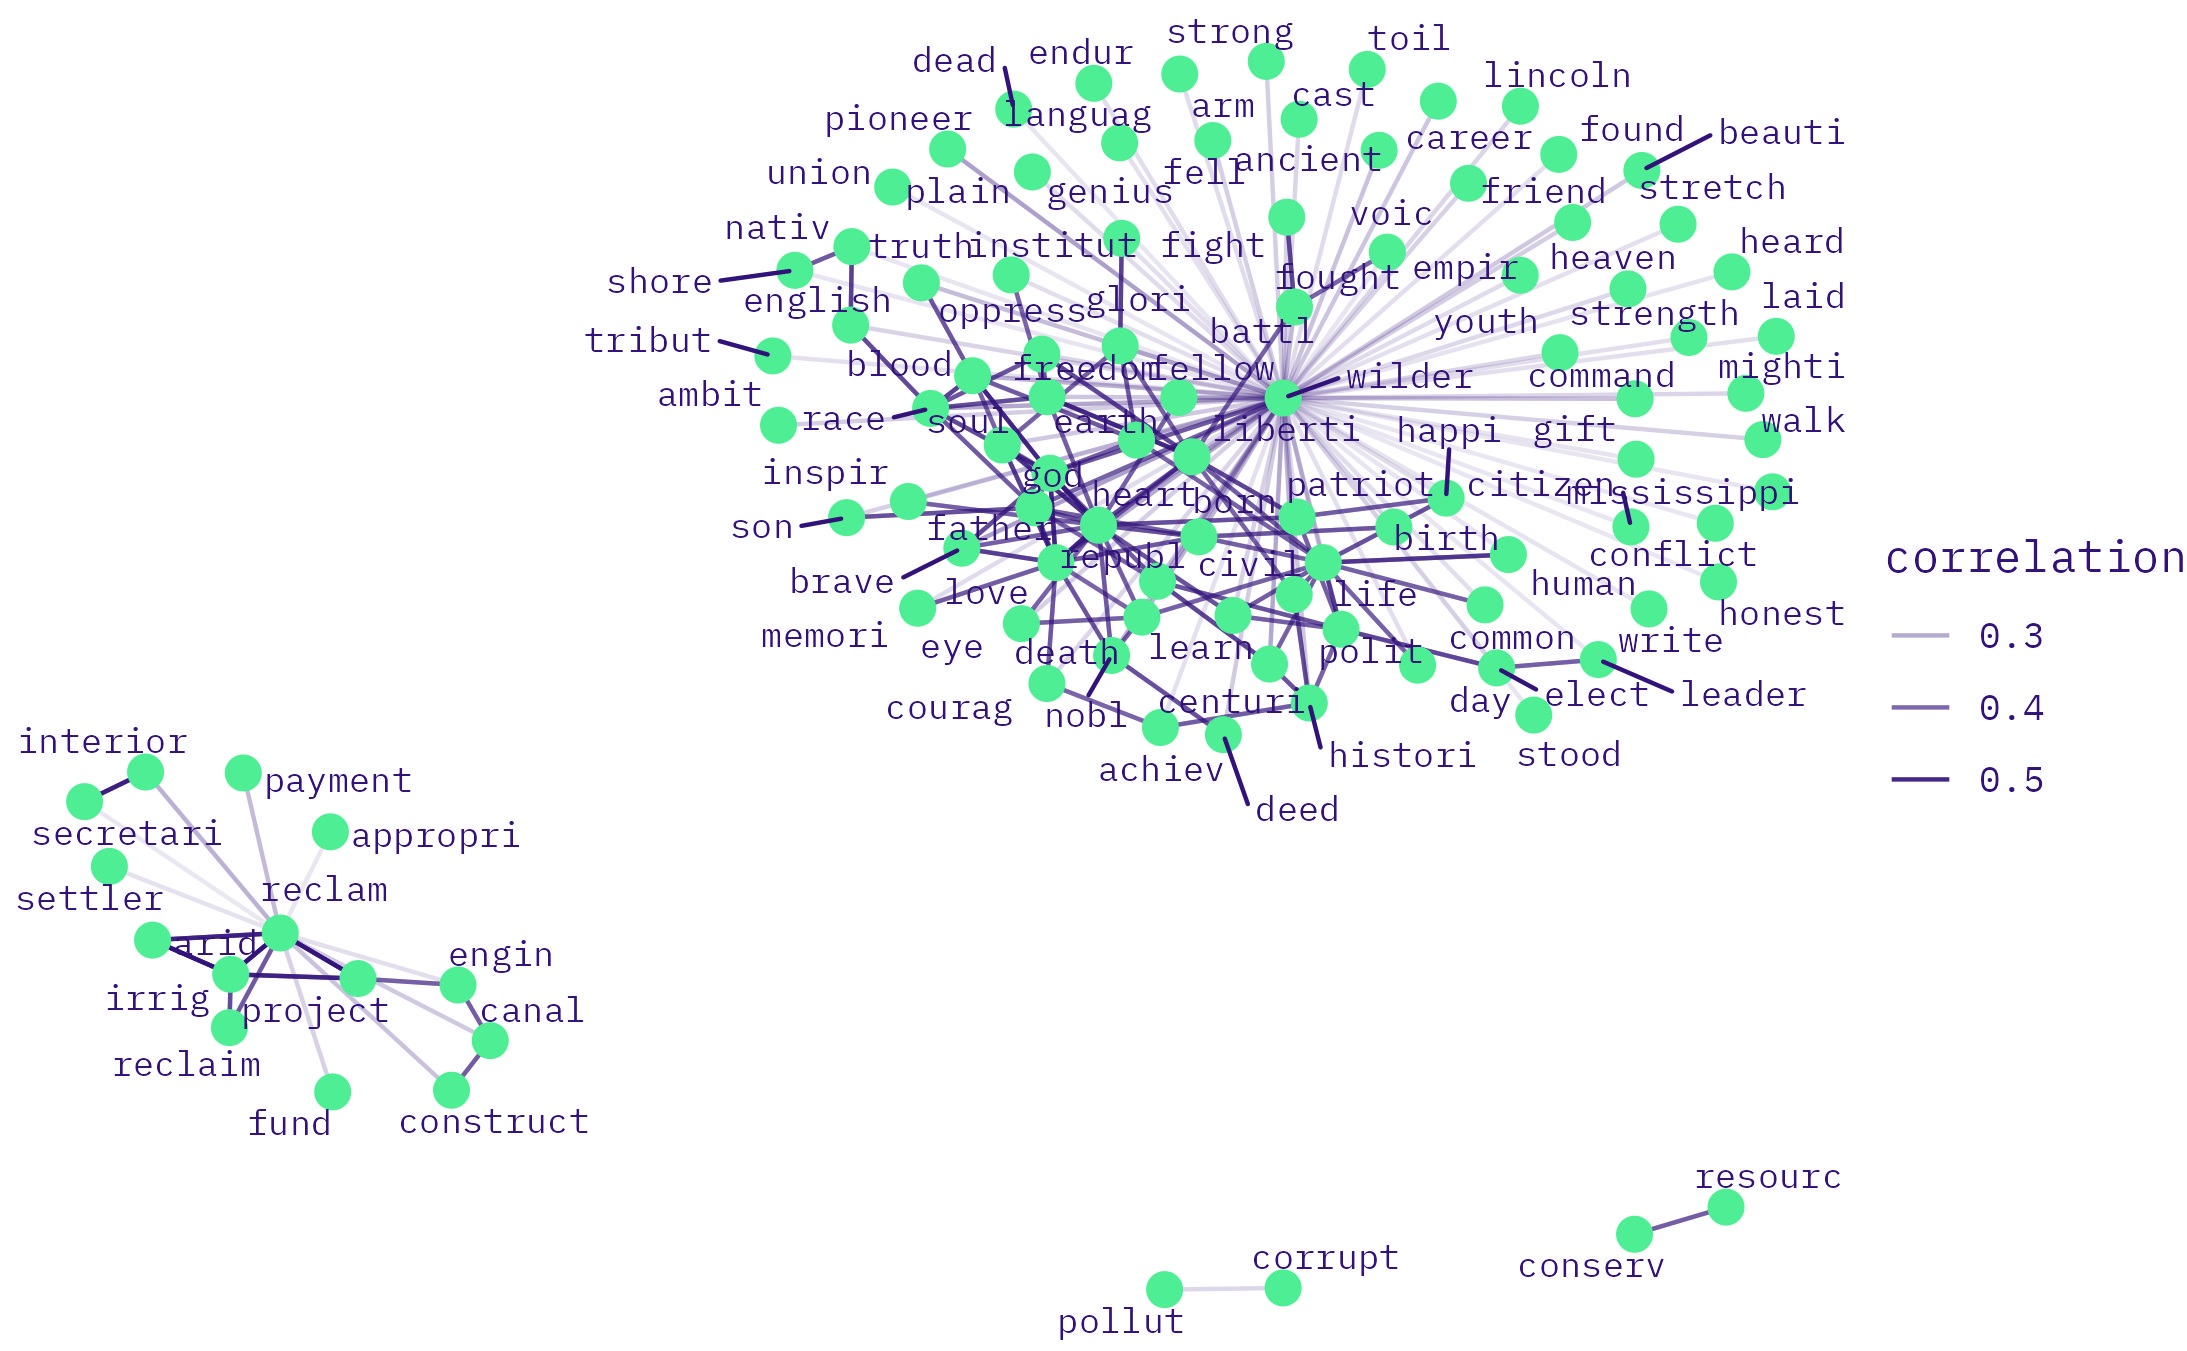 strong
toil
dead
endur
lincoln
pioneer
languag
arm
cast
career
found
beauti
union
plain
genius
fell
ancient
friend
stretch
nativ
truth
institut
fight
voic
heard
shore
english
oppress
glori
fought
empir
heaven
laid
tribut
blood
battl
youth
strength
ambit
race
freedom
fellow
wilder
command
mighti
soul
earth
liberti
happi
gift
walk
inspir
god
heart
born
patriot
citizen
mississippi
son
father
republ
civil
birth
conflict
correlation
brave
love
life
human
honest
0.3
memori
eye
death
learn
polit
common
write
courag
nobl
centuri
day
elect
leader
0.4
achiev
histori
stood
deed
0.5
interior
payment
secretari
appropri
settler
reclam
arid
engin
irrig
project
canal
reclaim
fund
construct
resourc
conserv
corrupt
pollut